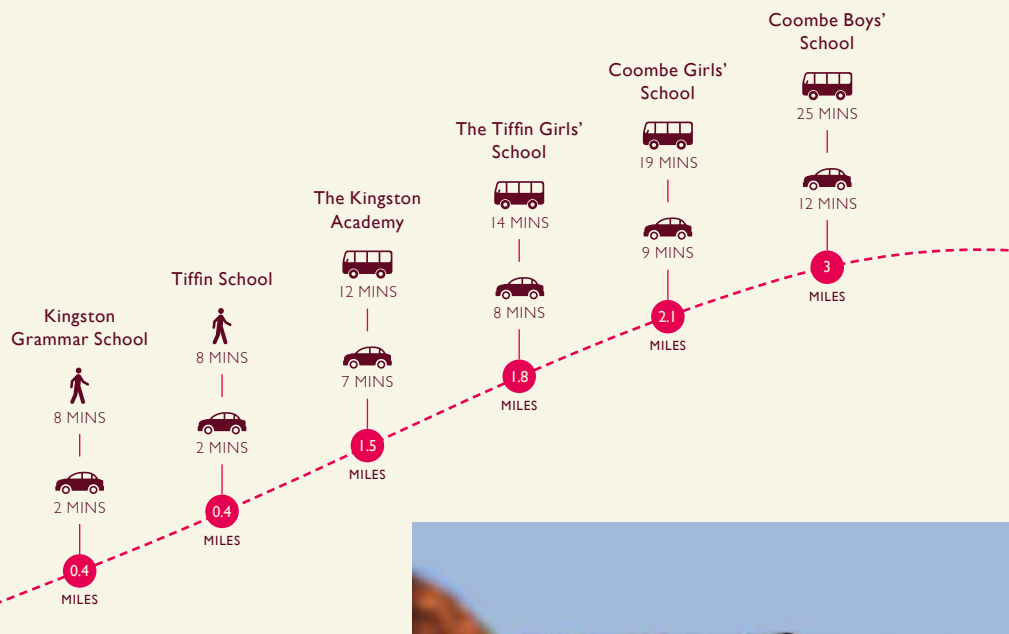 Kingston
Grammar School
8 MINS
2 MINS
0.4
MILES
Tiffin School
8 MINS
2 MINS
0.4
MILES
The Kingston
Academy
12 MINS
7 MINS
1.5
MILES
The Tiffin Girls’
School
14 MINS
8 MINS
1.8
MILES
Coombe Girls’
School
19 MINS
9 MINS
2.1
MILES
Coombe Boys’
School
25 MINS
12 MINS
3
MILES